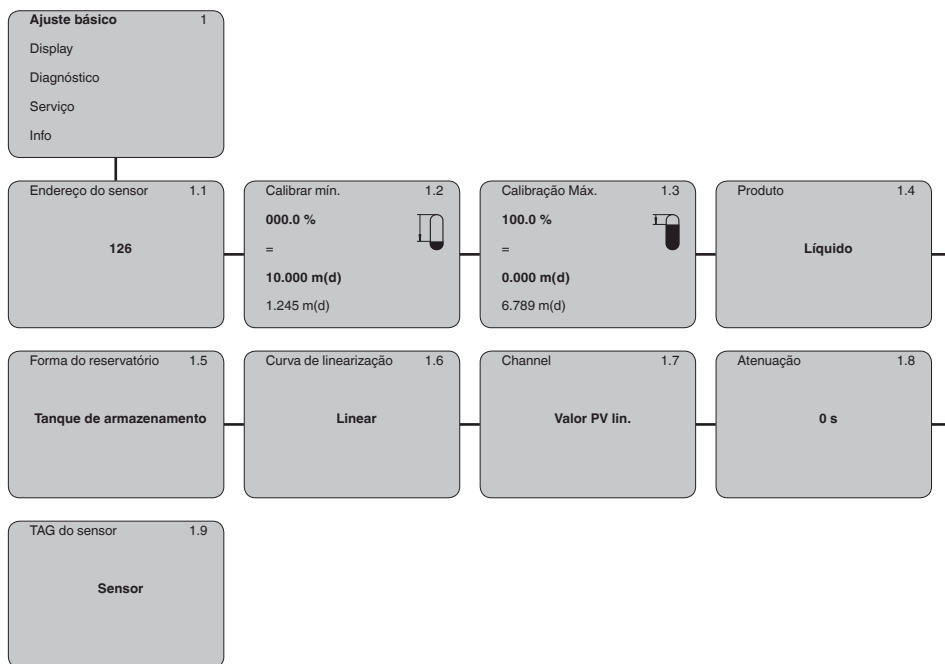 Ajuste básico 1
Display
Diagnóstico
Serviço
Info
Endereço do sensor 1.1
126
Calibrar mín. 1.2
000.0 %
=
10.000 m(d)
1.245 m(d)
Calibração Máx. 1.3
100.0 %
=
0.000 m(d)
6.789 m(d)
Produto 1.4
Líquido
Forma do reservatório 1.5
Tanque de armazenamento
Curva de linearização 1.6
Linear
Channel 1.7
Valor PV lin.
Atenuação 1.8
0 s
TAG do sensor 1.9
Sensor